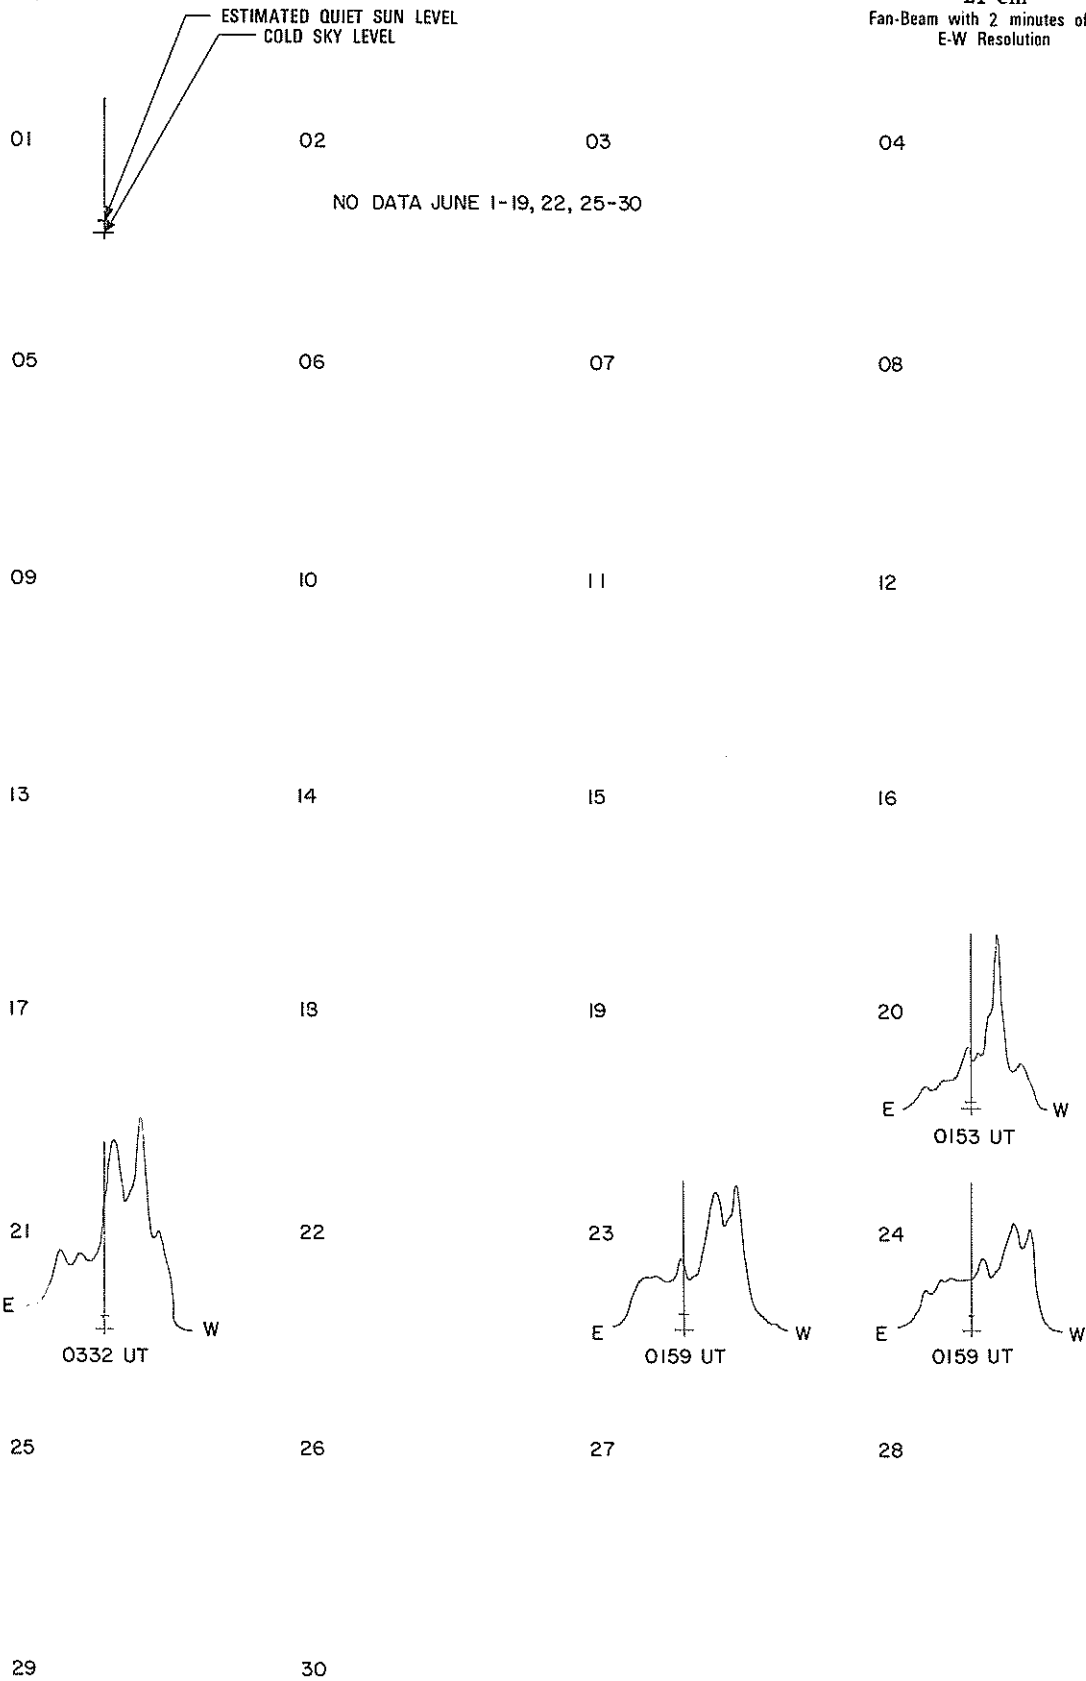 ESTIMATED QUIET SUN LEVEL
COLD SKY LEVEL
21 cm
Fan-Beam with 2 minutes of
E-W Resolution
01 02 03 04
NO DATA JUNE 1-19, 22, 25-30
05 06 07 08
09 10 11 12
13 14 15 16
17 18 19 20
E W
0153 UT
21 22 23 24
E W E W E W
0332 UT 0159 UT 0159 UT
25 26 27 28
29 30